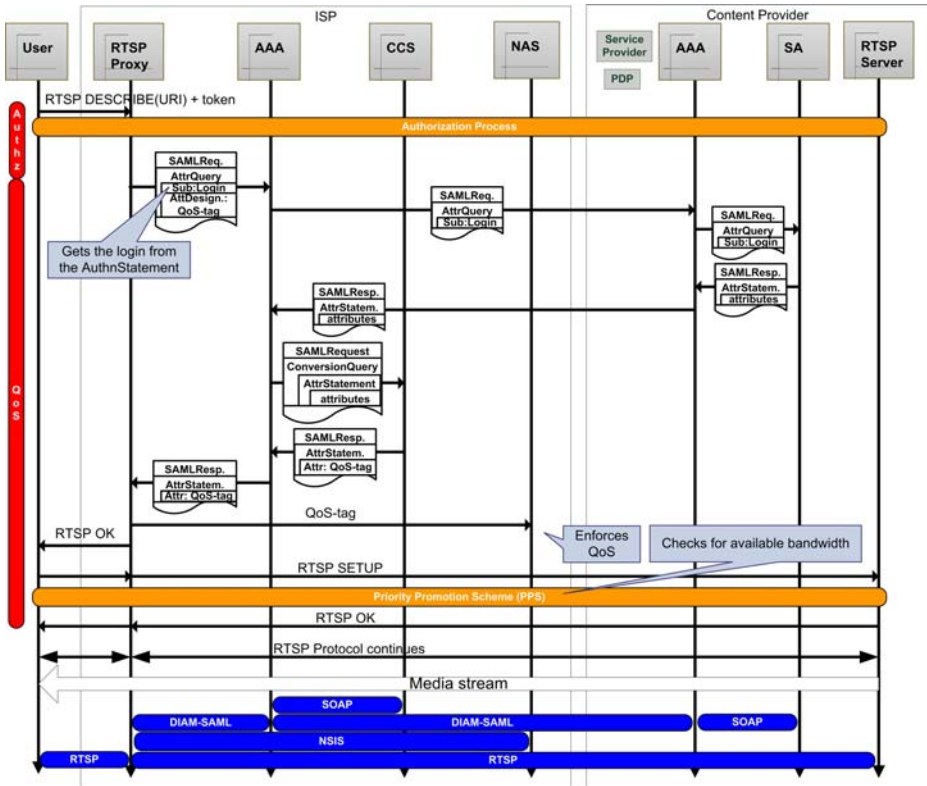 ISP
Content Provider
User
RTSP
Proxy
AAA
CCS
NAS
Service
Provider
PDP
AAA
SA
RTSP
Server
RTSP DESCRIBE(URI) + token
Authz
Authorization Process
SAMLReq.
AttrQuery
Sub:Login
AttDesign.:
QoS-tag
SAMLReq.
AttrQuery
Sub:Login
SAMLReq.
AttrQuery
Sub:Login
Gets the login from
the AuthnStatement
SAMLResp.
AttrStatem.
attributes
SAMLResp.
AttrStatem.
attributes
SAMLRequest
ConversionQuery
AttrStatement
attributes
QoS
SAMLResp.
AttrStatem.
Attr: QoS-tag
SAMLResp.
AttrStatem.
Attr: QoS-tag
QoS-tag
RTSP OK
Enforces
QoS
Checks for available bandwidth
RTSP SETUP
Priority Promotion Scheme (PPS)
RTSP OK
RTSP Protocol continues
Media stream
SOAP
DIAM-SAML
DIAM-SAML
SOAP
NSIS
RTSP
RTSP